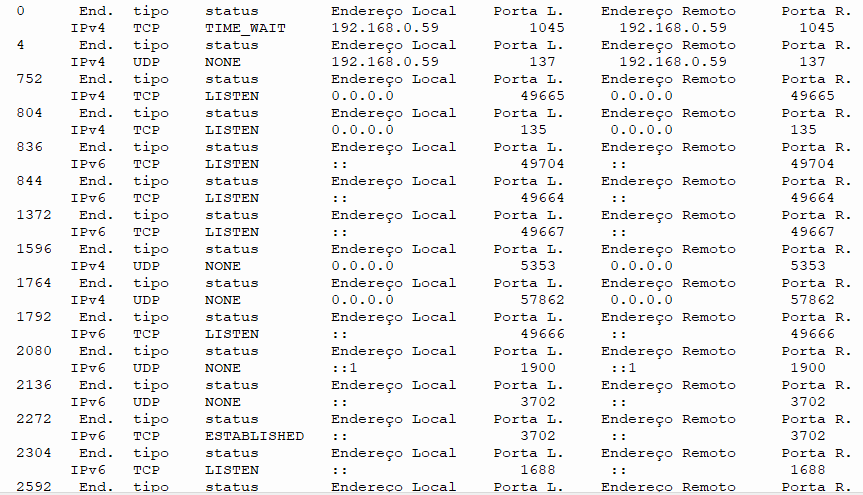 0 End. tipo status Endereço Local Porta L. Endereço Remoto Porta R.
IPv4 TCP TIME_WAIT 192.168.0.59 1045 192.168.0.59 1045
4 End. tipo status Endereço Local Porta L. Endereço Remoto Porta R.
IPv4 UDP NONE 192.168.0.59 137 192.168.0.59 137
752 End. tipo status Endereço Local Porta L. Endereço Remoto Porta R.
IPv4 TCP LISTEN 0.0.0.0 49665 0.0.0.0 49665
804 End. tipo status Endereço Local Porta L. Endereço Remoto Porta R.
IPv4 TCP LISTEN 0.0.0.0 135 0.0.0.0 135
836 End. tipo status Endereço Local Porta L. Endereço Remoto Porta R.
IPv6 TCP LISTEN :: 49704 :: 49704
844 End. tipo status Endereço Local Porta L. Endereço Remoto Porta R.
IPv6 TCP LISTEN :: 49664 :: 49664
1372 End. tipo status Endereço Local Porta L. Endereço Remoto Porta R.
IPv6 TCP LISTEN :: 49667 :: 49667
1596 End. tipo status Endereço Local Porta L. Endereço Remoto Porta R.
IPv4 UDP NONE 0.0.0.0 5353 0.0.0.0 5353
1764 End. tipo status Endereço Local Porta L. Endereço Remoto Porta R.
IPv4 UDP NONE 0.0.0.0 57862 0.0.0.0 57862
1792 End. tipo status Endereço Local Porta L. Endereço Remoto Porta R.
IPv6 TCP LISTEN :: 49666 :: 49666
2080 End. tipo status Endereço Local Porta L. Endereço Remoto Porta R.
IPv6 UDP NONE ::1 1900 ::1 1900
2136 End. tipo status Endereço Local Porta L. Endereço Remoto Porta R.
IPv6 UDP NONE :: 3702 :: 3702
2272 End. tipo status Endereço Local Porta L. Endereço Remoto Porta R.
IPv6 TCP ESTABLISHED :: 3702 :: 3702
2304 End. tipo status Endereço Local Porta L. Endereço Remoto Porta R.
IPv6 TCP LISTEN :: 1688 :: 1688
2592 End. tipo status Endereço Local Porta L. Endereço Remoto Porta R.